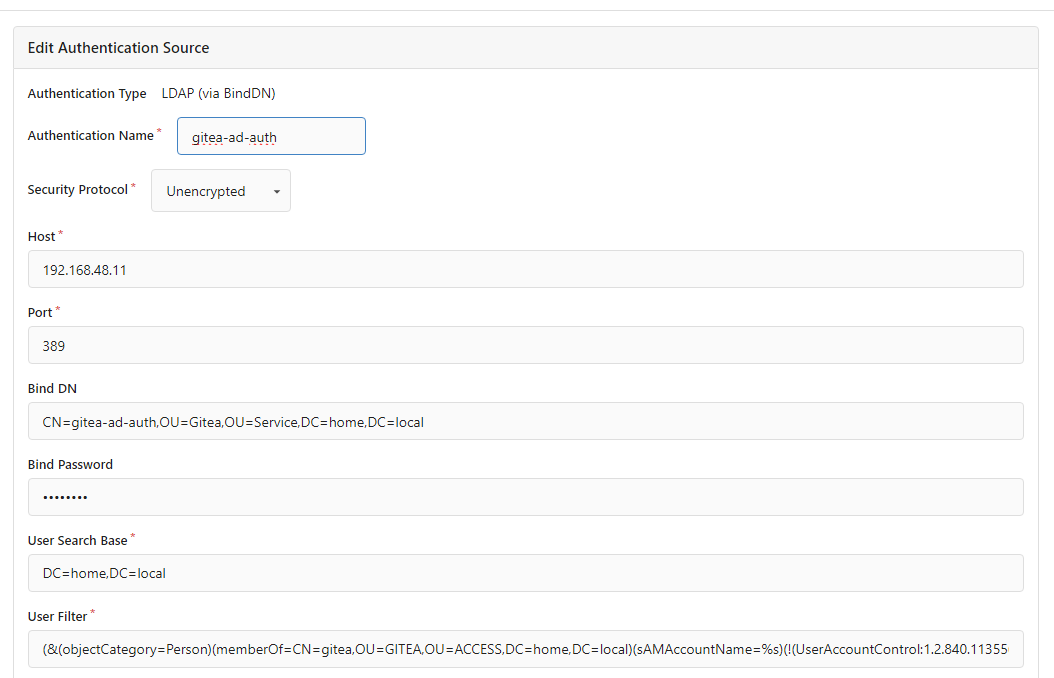 Edit Authentication Source
Authentication Type LDAP (via BindDN)
Authentication Name * gitea-ad-auth
Security Protocol * Unencrypted
Host *
192.168.48.11
Port *
389
Bind DN
CN=gitea-ad-auth,OU=Gitea,OU=Service,DC=home,DC=local
Bind Password
••••••••
User Search Base *
DC=home,DC=local
User Filter *
(&(objectCategory=Person)(memberOf=CN=gitea,OU=GITEA,OU=ACCESS,DC=home,DC=local)(sAMAccountName=%s)(!(UserAccountControl:1.2.840.11355